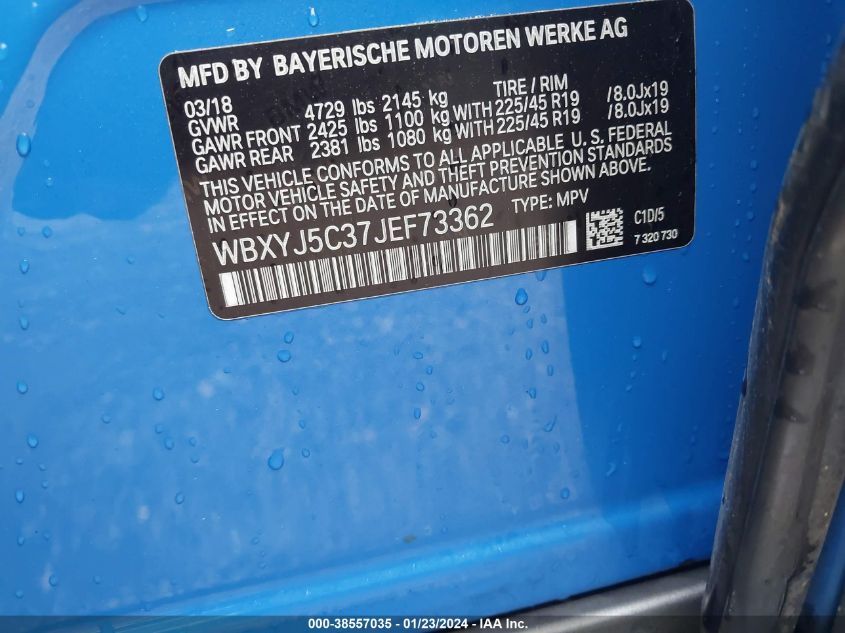 MFD BY BAYERISCHE MOTOREN WERKE AG
03/18 TIRE / RIM
GVWR 4729 lbs 2145 kg
GAWR FRONT 2425 lbs 1100 kg WITH 225/45 R19 /8.0Jx19
GAWR REAR 2381 lbs 1080 kg WITH 225/45 R19 /8.0Jx19
THIS VEHICLE CONFORMS TO ALL APPLICABLE U.S. FEDERAL
MOTOR VEHICLE SAFETY AND THEFT PREVENTION STANDARDS
IN EFFECT ON THE DATE OF MANUFACTURE SHOWN ABOVE.
WBXYJ5C37JEF73362 TYPE: MPV
C1D/5
7 320 730
000-38557035 - 01/23/2024 - IAA Inc.